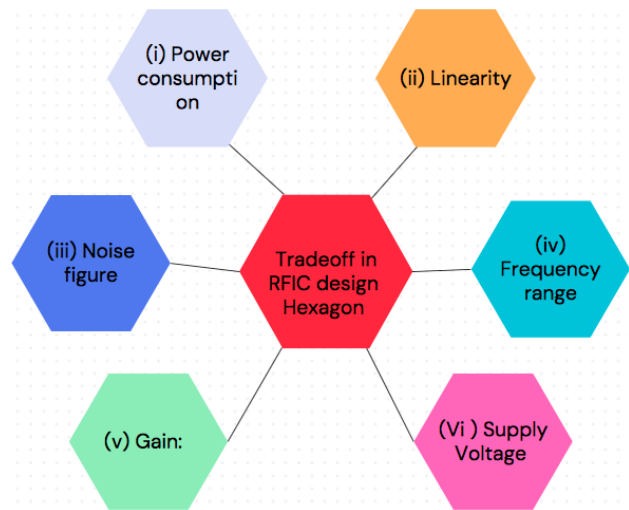 (i) Power
consumpti
on
(ii) Linearity
(iii) Noise
figure
Tradeoff in
RFIC design
Hexagon
(iv)
Frequency
range
(v) Gain:
(Vi ) Supply
Voltage